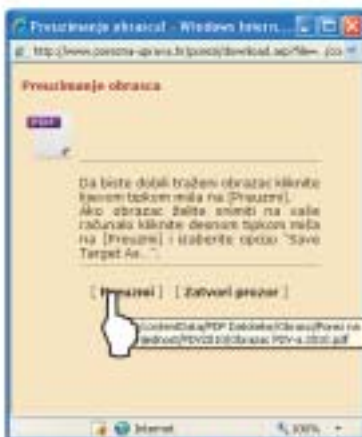 Preuzimanje obrasca! - Windows Intern...
Preuzimanje obrasca
PDF
Da biste dobili traženi obrazac kliknite
lijevom tipkom miša na [Preuzmi].
Ako obrazac želite snimiti na vaše
računalo kliknite desnom tipkom miša
na [Preuzmi] i izaberite opciju "Save
Target As...".
[ Preuzmi ] [ Zatvori prozor ]
Internet 100%